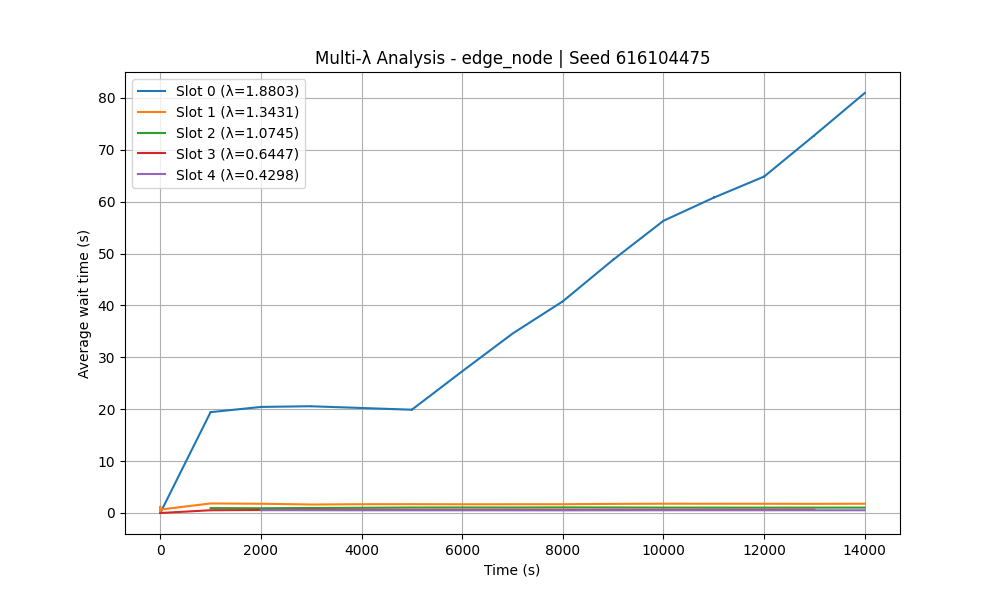 Multi-λ Analysis - edge_node | Seed 616104475
Slot 0 (λ=1.8803)
Slot 1 (λ=1.3431)
Slot 2 (λ=1.0745)
Slot 3 (λ=0.6447)
Slot 4 (λ=0.4298)
Average wait time (s)
80
70
60
50
40
30
20
10
0
0 2000 4000 6000 8000 10000 12000 14000
Time (s)